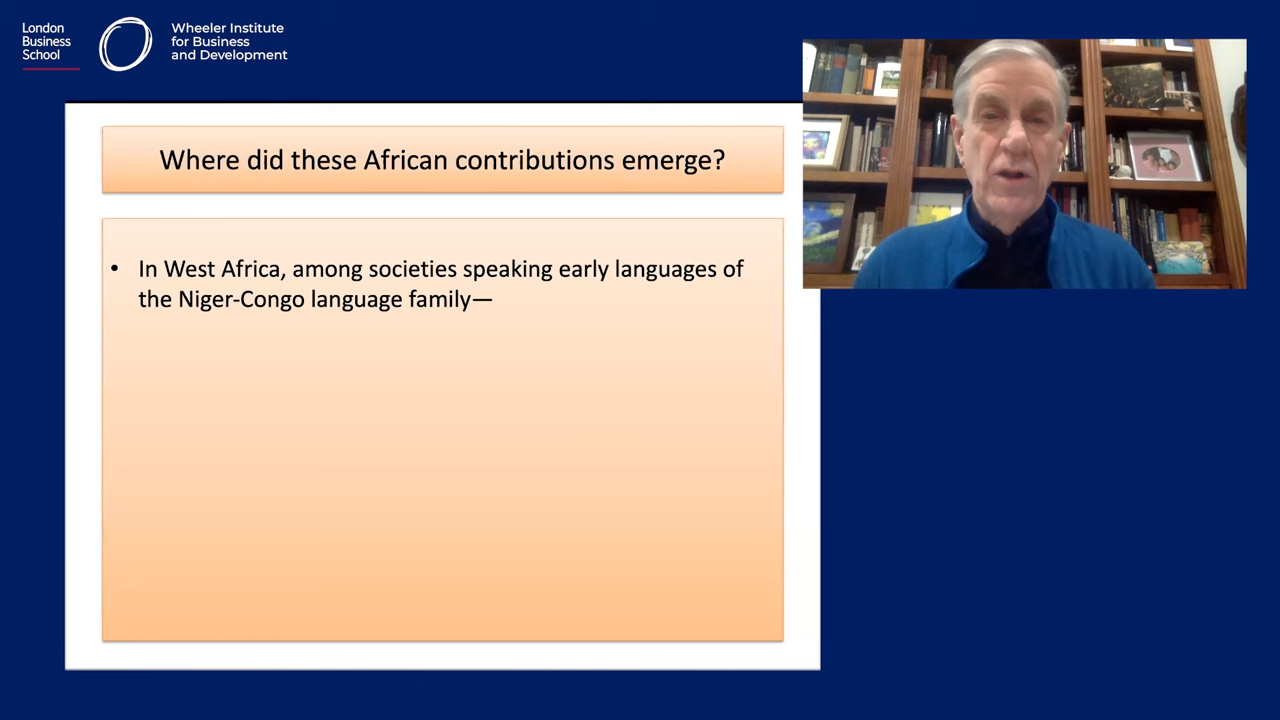 London
Business
School
Wheeler Institute
for Business
and Development
Where did these African contributions emerge?
• In West Africa, among societies speaking early languages of
the Niger-Congo language family—